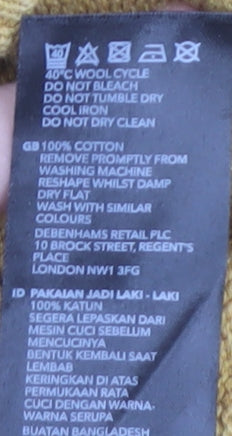 40
40°C WOOL CYCLE
DO NOT BLEACH
DO NOT TUMBLE DRY
COOL IRON
DO NOT DRY CLEAN
GB 100% COTTON
REMOVE PROMPTLY FROM
WASHING MACHINE
RESHAPE WHILST DAMP
DRY FLAT
WASH WITH SIMILAR
COLOURS
DEBENHAMS RETAIL PLC
10 BROCK STREET, REGENT'S
PLACE
LONDON NW1 3FG
ID PAKAIAN JADI LAKI - LAKI
100% KATUN
SEGERA LEPASKAN DARI
MESIN CUCI SEBELUM
MENCUCINYA
BENTUK KEMBALI SAAT
LEMBAB
KERINGKAN DI ATAS
PERMUKAAN RATA
CUCI DENGAN WARNA-
WARNA SERUPA
BUATAN BANGLADESH